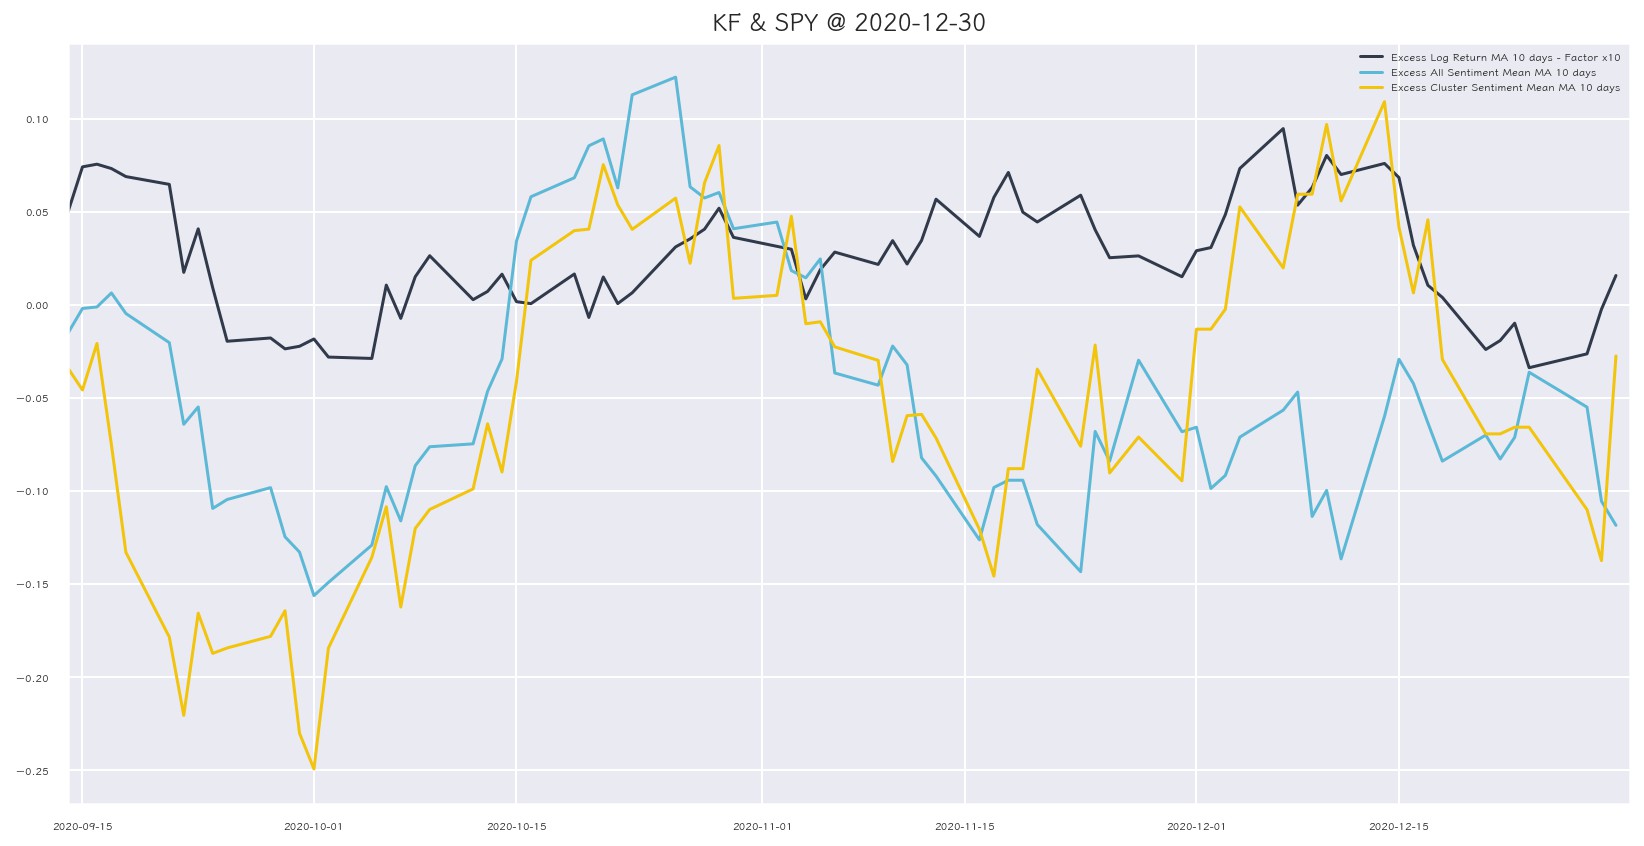 KF & SPY @ 2020-12-30
Excess Log Return MA 10 days - Factor x10
Excess All Sentiment Mean MA 10 days
Excess Cluster Sentiment Mean MA 10 days
0.10
0.05
0.00
−0.05
−0.10
−0.15
−0.20
−0.25
2020-09-15 2020-10-01 2020-10-15 2020-11-01 2020-11-15 2020-12-01 2020-12-15